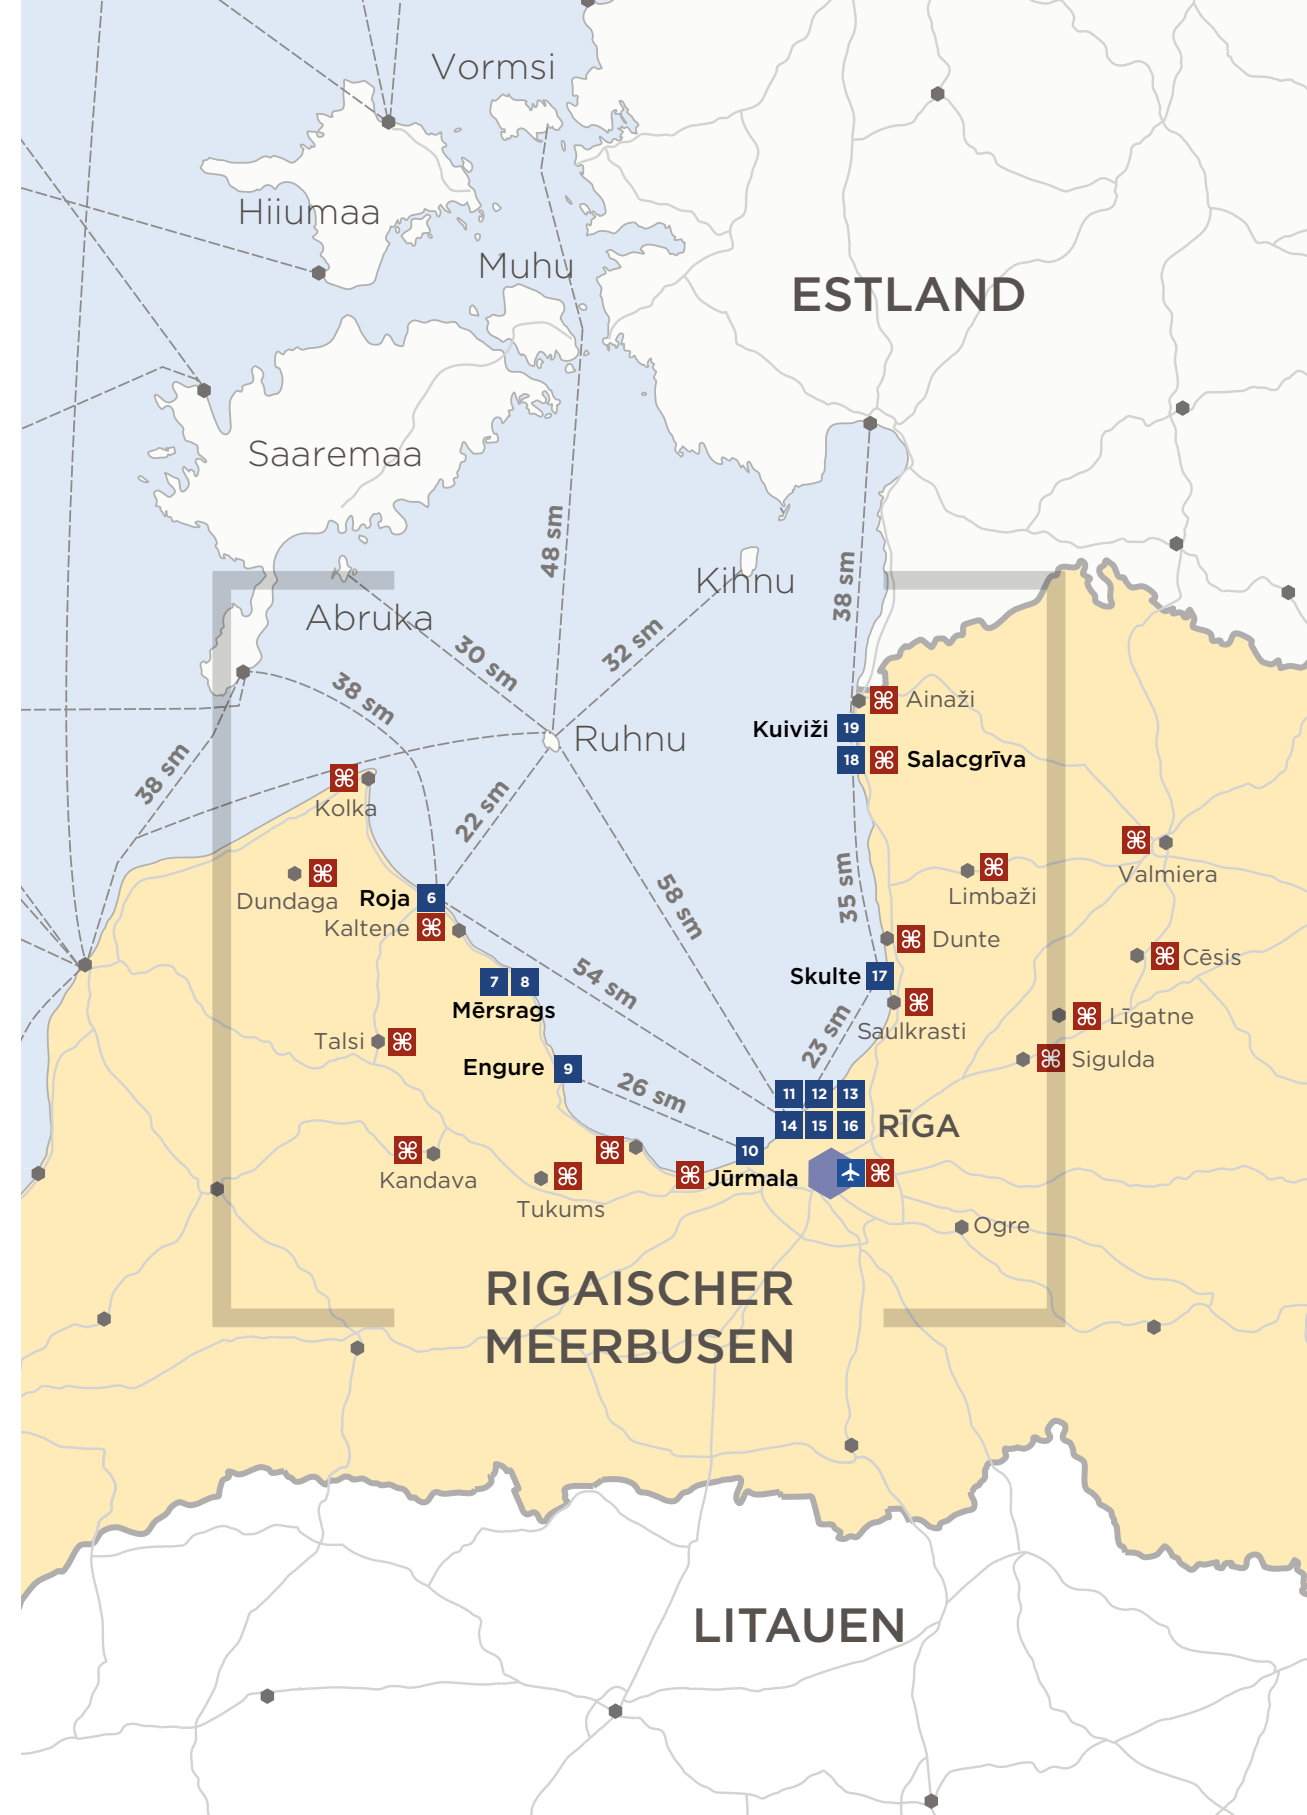 Vormsi
Hiiumaa
Muhu
ESTLAND
Saaremaa
48 sm
Kihnu
38 sm
Abruka
30 sm
32 sm
38 sm
Ainaži
Kuiviži
19
Ruhnu
18
Salacgrīva
38 sm
Kolka
22 sm
Valmiera
Dundaga
Limbaži
35 sm
58 sm
Roja
6
Kaltene
Dunte
Cēsis
54 sm
7
8
Skulte
17
Mērsrags
Līgatne
Saulkrasti
23 sm
Talsi
Sigulda
Engure
9
26 sm
11
12
13
14
15
16
RĪGA
10
Jūrmala
Kandava
Tukums
Ogre
RIGAISCHER
MEERBUSEN
LITAUEN